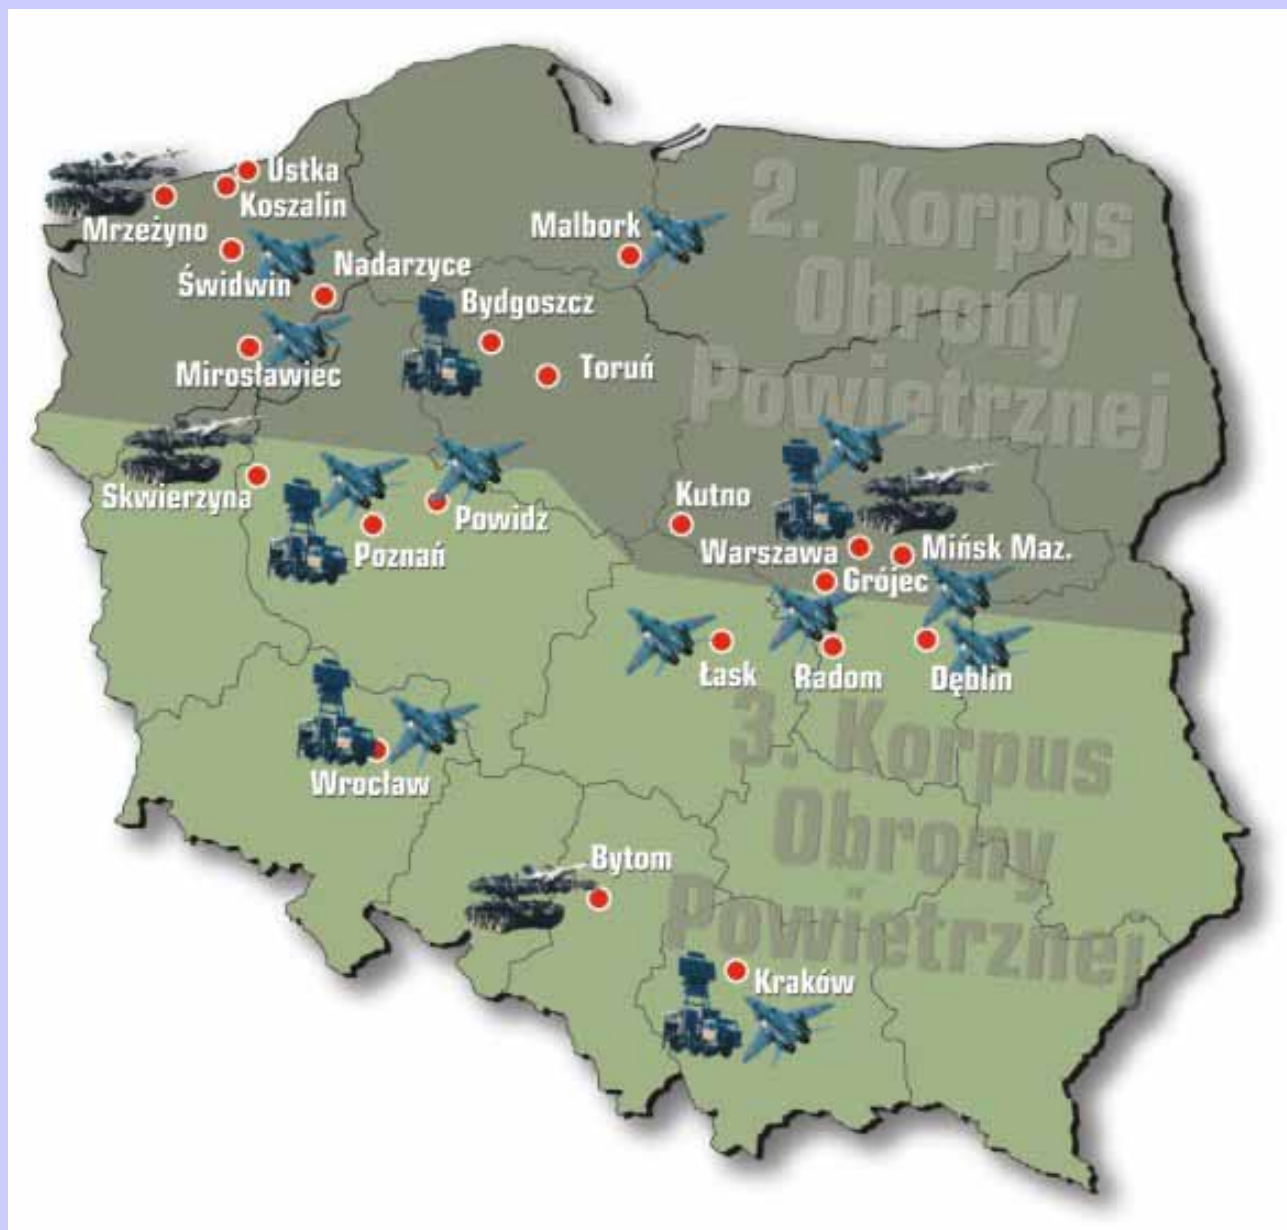 Ustka
Koszalin
Mrzeżyno
Świdwin
Nadarzyce
Malbork
2. Korpus
Obrony
Powietrznej
Bydgoszcz
Toruń
Mirosławiec
Skwierzyna
Poznań
Powidz
Kutno
Warszawa
Mińsk Maz.
Grójec
Łask
Radom
Dęblin
3. Korpus
Obrony
Powietrznej
Wrocław
Bytom
Kraków